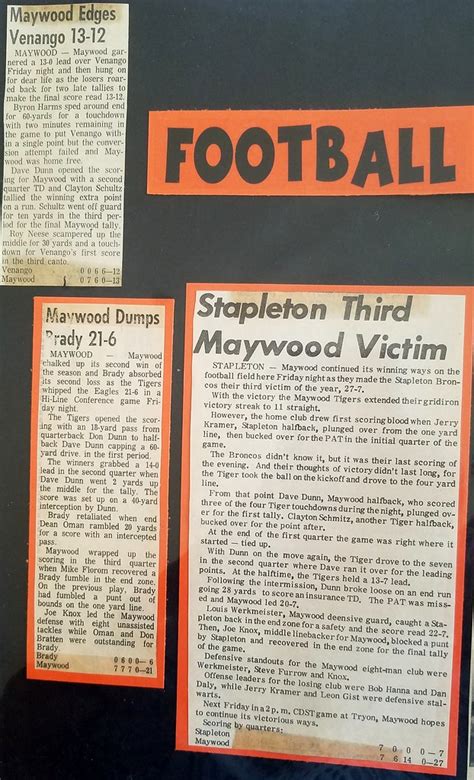 Maywood Edges
Venango 13-12
MAYWOOD — Maywood gar-
nered a 13-0 lead over Venango
Friday night and then hung on
for dear life as the losers roar-
ed back for two late tallies to
make the final score read 13-12.
Byron Harms sped around end
for 60-yards for a touchdown
with two minutes remaining in
the game to put Venango with-
in a single point but the conver-
sion attempt failed and May-
wood was home free.
Dave Dunn opened the scor-
ing for Maywood with a second
quarter TD and Clayton Schultz
tallied the winning extra point
on a run. Schultz went off guard
for ten yards in the third per-
iod for the final Maywood tally.
Roy Neese scampered up the
middle for 30 yards and a touch-
down for Venango's first score
in the third canto.
Venango 0 0 6 6—12
Maywood 0 7 6 0—13
FOOTBALL
Maywood Dumps
Brady 21-6
MAYWOOD — Maywood
chalked up its second win of
the season and Brady absorbed
its second loss as the Tigers
whipped the Eagles 21-6 in a
Hi-Line Conference game Fri-
day night.
The Tigers opened the scor-
ing with an 18-yard pass from
quarterback Don Dunn to half-
back Dave Dunn capping a 60-
yard drive. in the first period.
The winners grabbed a 14-0
lead in the second quarter when
Dave Dunn went 2 yards up
the middle for the tally. The
score was set up on a 40-yard
interception by Dunn.
Brady retaliated when end
Dean Oman rambled 20 yards
for a score with an intercepted
pass.
Maywood wrapped up the
scoring in the third quarter
when Mike Florom recovered a
Brady fumble in the end zone.
On the previous play, Brady
had fumbled a punt out of
bounds on the one yard line.
Joe Knox led the Maywood
defense with eight unassisted
tackles while Oman and Don
Bratten were outstanding for
Brady.
Brady 0 6 0 0—6
Maywood 7 7 7 0—21
Stapleton Third
Maywood Victim
STAPLETON — Maywood continued its winning ways on the
football field here Friday night as they made the Stapleton Bron-
cos their third victim of the year, 27-7.
With the victory the Maywood Tigers extended their gridiron
victory streak to 11 straight.
However, the home club drew first blood when Jerry
Kramer, Stapleton halfback, plunged over from the one yard
line, then bucked over for the PAT in the initial quarter of the
game.
The Broncos didn't know it, but it was their last scoring of
the evening. And their thoughts of victory didn't last long, for
the Tiger took the ball on the kickoff and drove to the four yard
line.
From that point Dave Dunn, Maywood halfback, who scored
three of the four Tiger touchdowns during the night, plunged ov-
er for the first tally. Clayton Schmitz, another Tiger halfback,
bucked over for the point after.
At the end of the first quarter the game was right where it
started — tied up.
With Dunn on the move again, the Tiger drove to the seven
in the second quarter where Dave ran it over for the leading
points. At the halftime, the Tigers held a 13-7 lead.
Following the intermission, Dunn broke loose on an end run
going 28 yards to score an insurance TD. The PAT was miss-
ed and Maywood led 20-7.
Louis Werkmeister, Maywood deensive guard, caught a Sta-
pleton back in the end zone for a safety and the score read 22-7.
Then, Joe Knox, middle linebacker for Maywood, blocked a punt
by Stapleton and recovered in the end zone for the final tally
of the game.
Defensive standouts for the Maywood eight-man club were
Werkmeister, Steve Furrow and Knox.
Offense leaders for the losing club were Bob Hanna and Dan
Daly, while Jerry Kramer and Leon Gist were defensive stal-
warts.
Next Friday in a 2 p. m. CDST game at Tryon, Maywood hopes
to continue its victorious ways.
Scoring by quarters:
Stapleton 7 0 0 0—7
Maywood 7 6 14 0—27